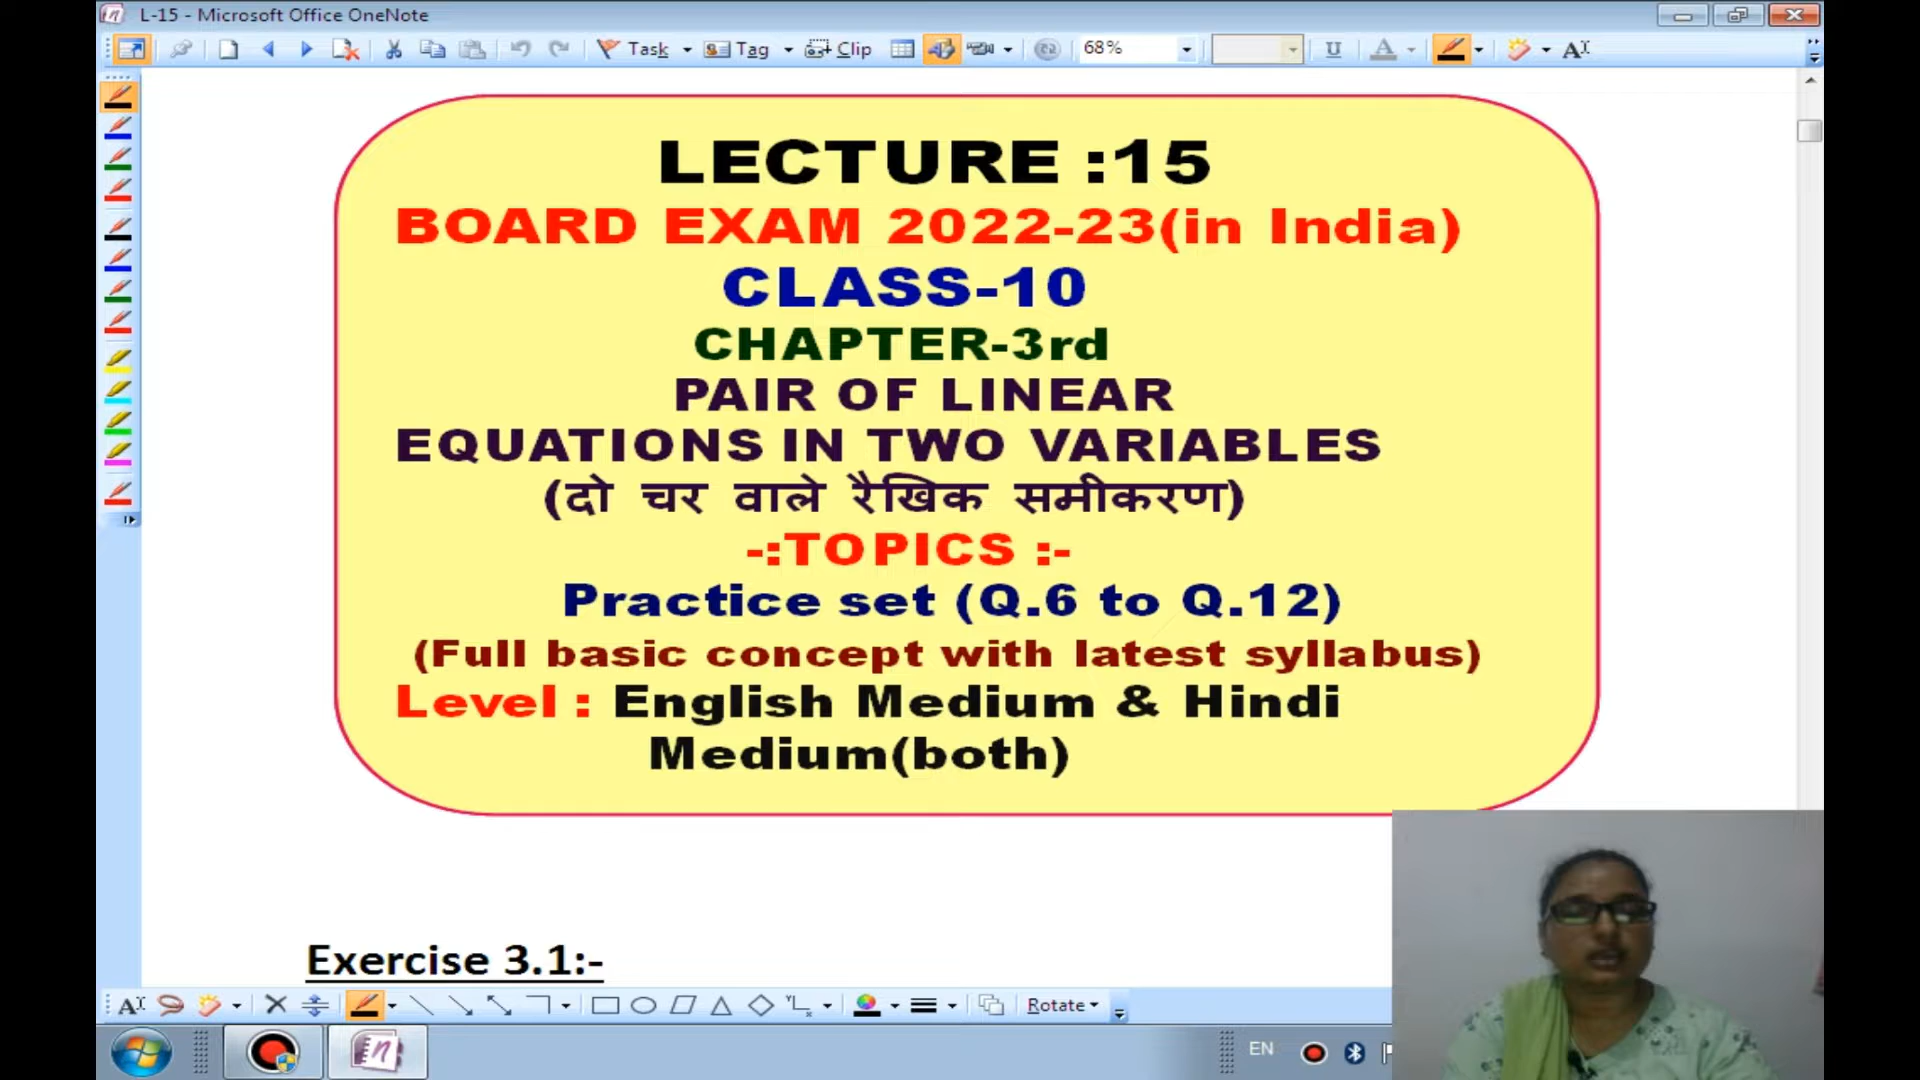 L-15 - Microsoft Office OneNote
Task Tag Clip 68% U A A
LECTURE :15
BOARD EXAM 2022-23(in India)
CLASS-10
CHAPTER-3rd
PAIR OF LINEAR
EQUATIONS IN TWO VARIABLES
(दो चर वाले रैखिक समीकरण)
-:TOPICS :-
Practice set (Q.6 to Q.12)
(Full basic concept with latest syllabus)
Level : English Medium & Hindi
Medium(both)
Exercise 3.1:-
A Rotate
EN